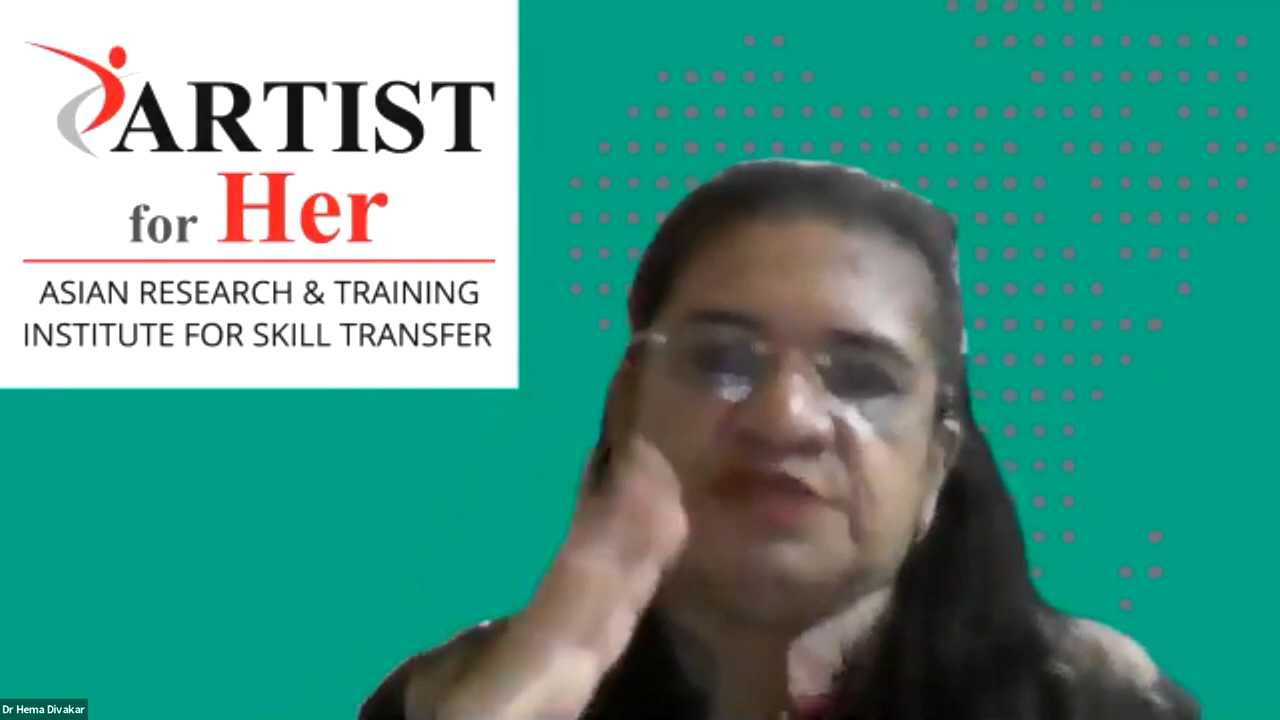 ARTIST
for Her
ASIAN RESEARCH & TRAINING
INSTITUTE FOR SKILL TRANSFER
Dr Hema Divakar